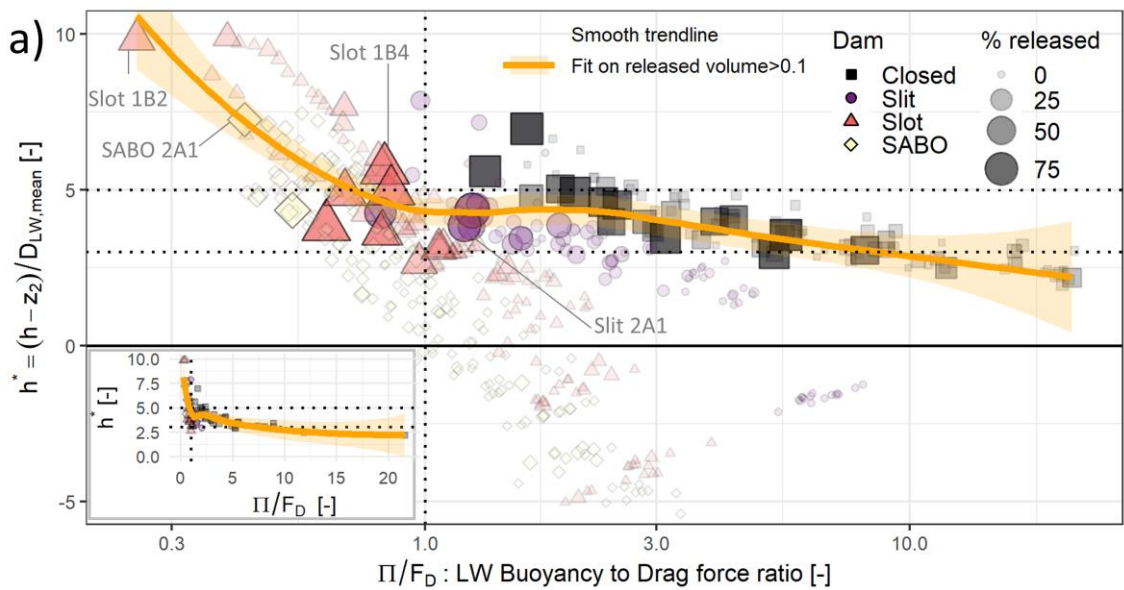 a)
h* = (h − z₂)/D_LW,mean [-]
10
5
0
-5
Slot 1B2
SABO 2A1
Slot 1B4
Slit 2A1
Smooth trendline
Fit on released volume>0.1
Dam
Closed
Slit
Slot
SABO
% released
0
25
50
75
h* [-]
10.0
7.5
5.0
2.5
0.0
0 5 10 15 20
Π/F_D [-]
0.3 1.0 3.0 10.0
Π/F_D : LW Buoyancy to Drag force ratio [-]